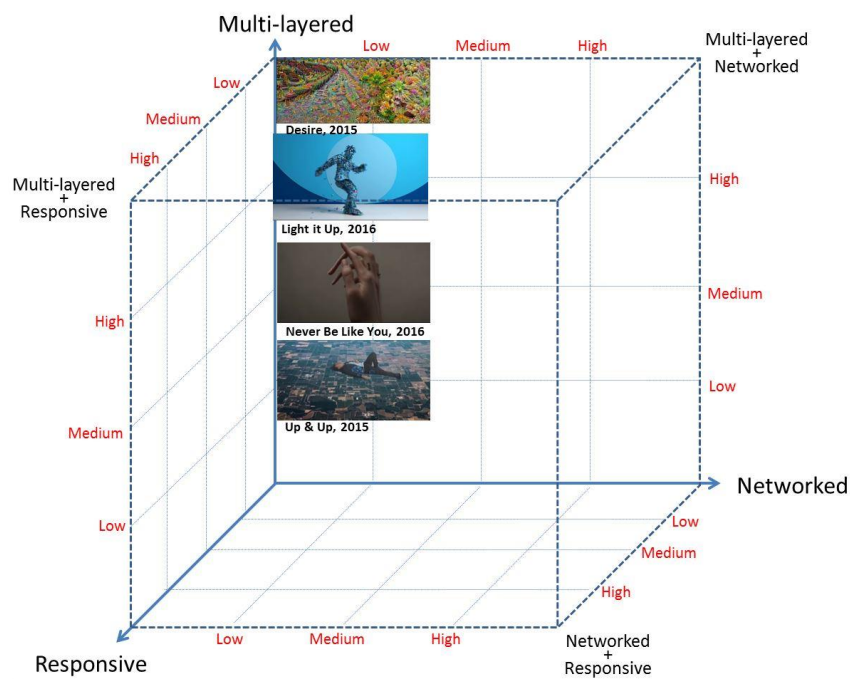 Multi-layered
Low
Medium
High
Multi-layered
+
Networked
Low
Medium
High
Multi-layered
+
Responsive
Desire, 2015
Light it Up, 2016
Never Be Like You, 2016
Up & Up, 2015
High
Medium
Low
High
Medium
Low
Networked
Low
Medium
High
Low
Medium
High
Networked
+
Responsive
Responsive